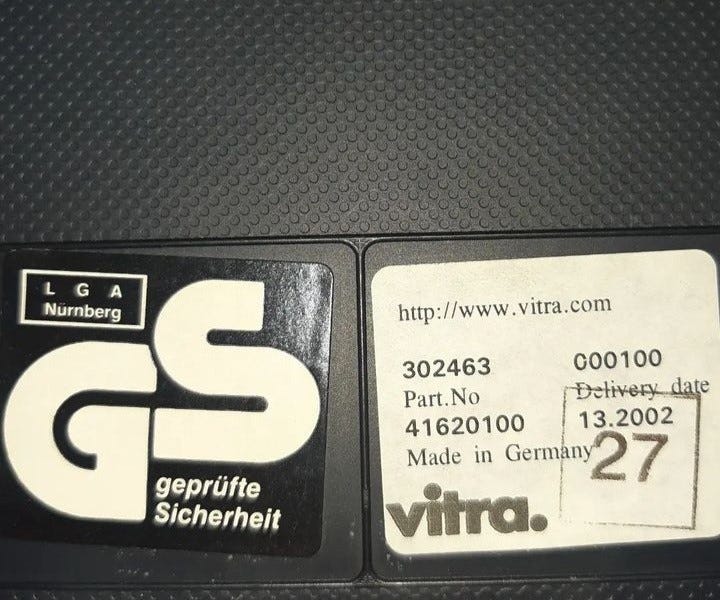 L G A
Nürnberg
GS
geprüfte
Sicherheit
http://www.vitra.com
302463 000100
Part.No Delivery date
41620100 13.2002
Made in Germany
27
vitra.